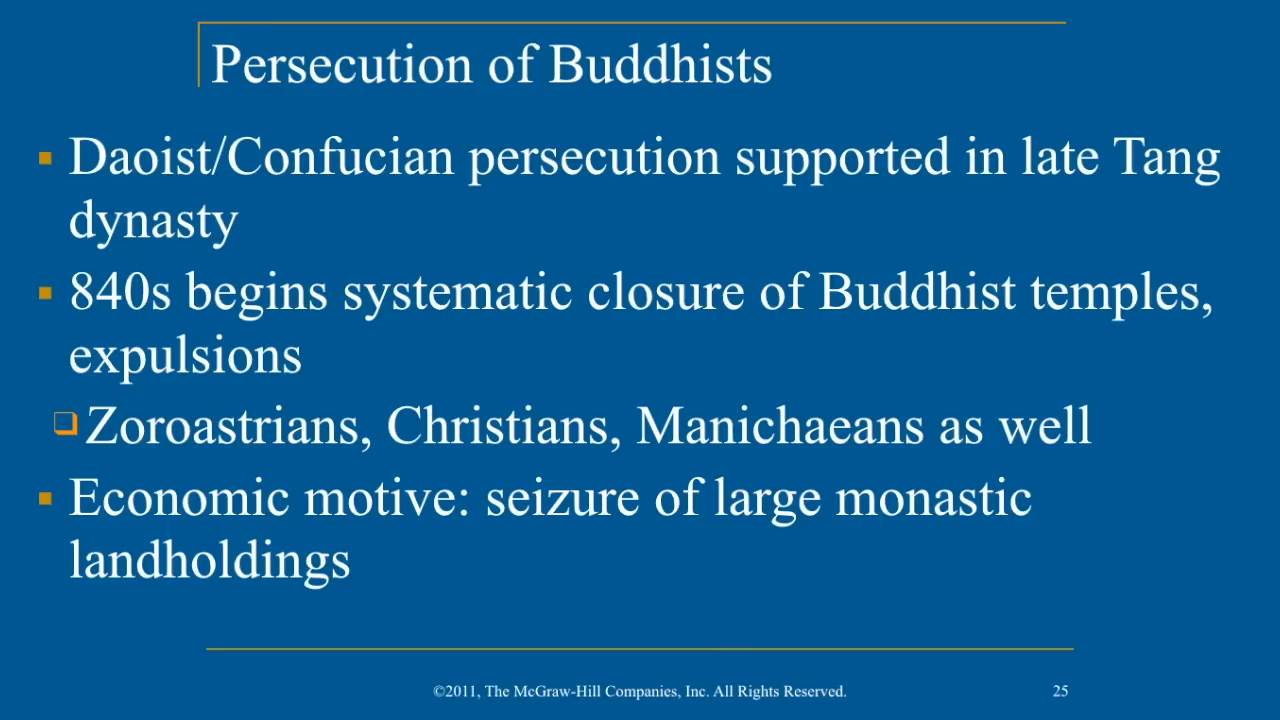 Persecution of Buddhists
Daoist/Confucian persecution supported in late Tang
dynasty
840s begins systematic closure of Buddhist temples,
expulsions
Zoroastrians, Christians, Manichaeans as well
Economic motive: seizure of large monastic
landholdings
©2011, The McGraw-Hill Companies, Inc. All Rights Reserved.
25